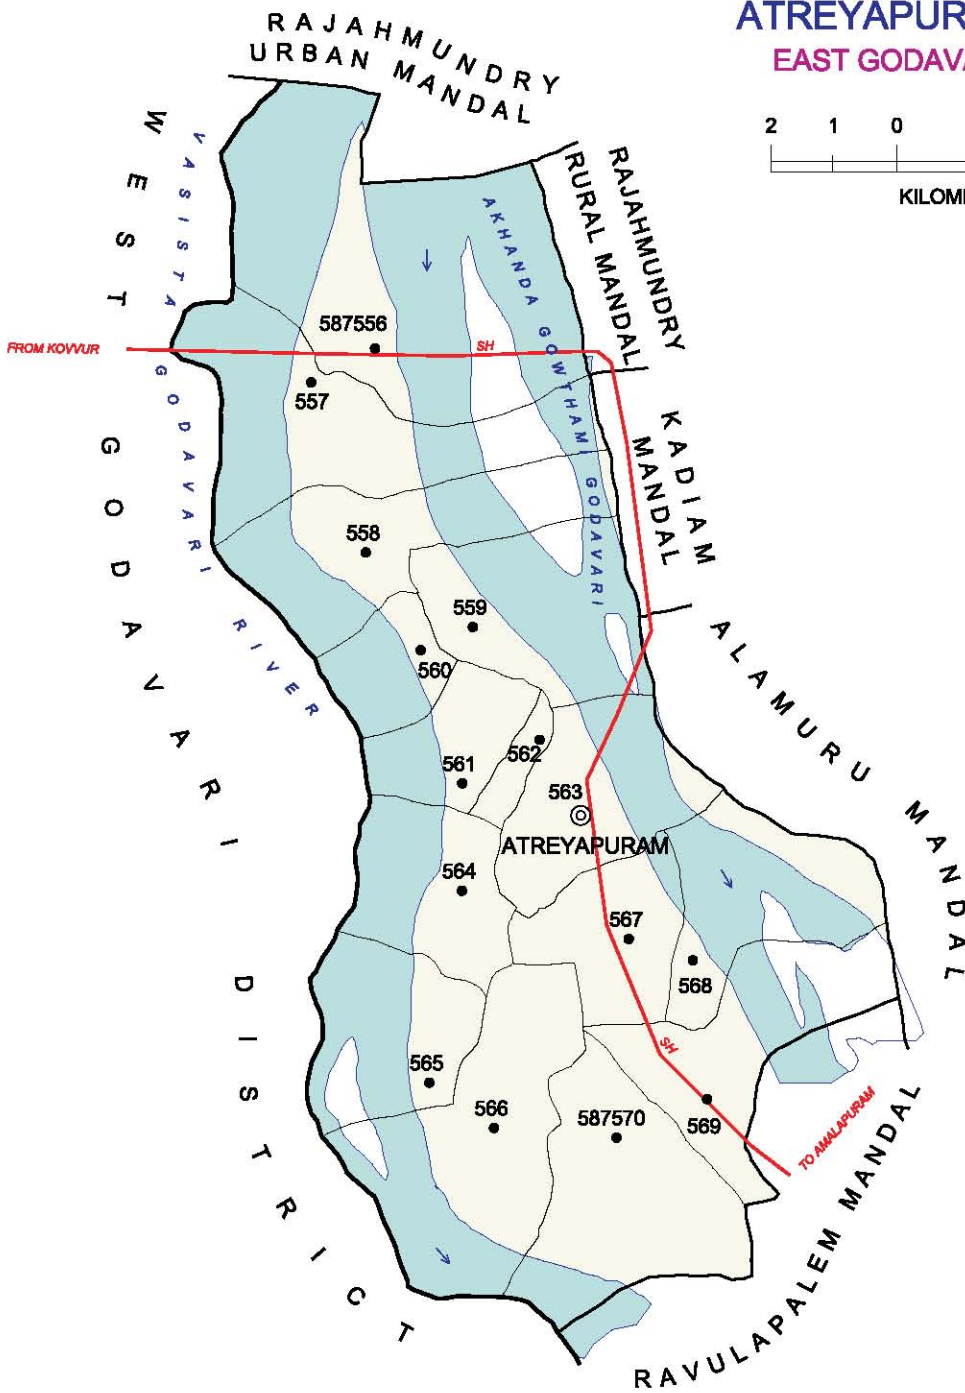 ATREYAPUR
EAST GODAVA
2 1 0
KILOM
RAJAHMUNDRY
URBAN MANDAL
RAJAHMUNDRY
RURAL MANDAL
WEST GODAVARI DISTRICT
VASISTA GODAVARI RIVER
AKHANDA GOWTHAMI GODAVARI
FROM KOVVUR
SH
587556
557
KADIAM
MANDAL
558
559
560
ALAMURU MANDAL
561
562
563
ATREYAPURAM
564
567
568
SH
565
566
587570
569
TO AMALAPURAM
RAVULAPALEM MANDAL